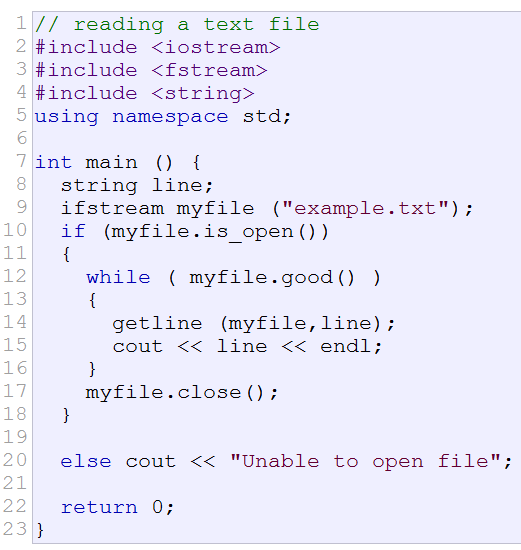 1 // reading a text file
2 #include <iostream>
3 #include <fstream>
4 #include <string>
5 using namespace std;
6
7 int main () {
8   string line;
9   ifstream myfile ("example.txt");
10   if (myfile.is_open())
11   {
12     while ( myfile.good() )
13     {
14       getline (myfile,line);
15       cout << line << endl;
16     }
17     myfile.close();
18   }
19
20   else cout << "Unable to open file";
21
22   return 0;
23 }